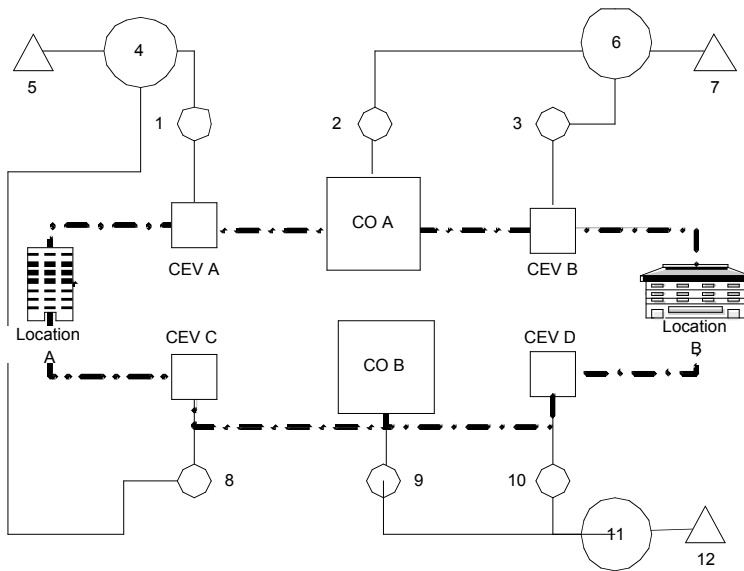 4
6
5
7
1
2
3
CO A
CEV A
CEV B
Location
A
Location
B
CEV C
CO B
CEV D
8
9
10
11
12